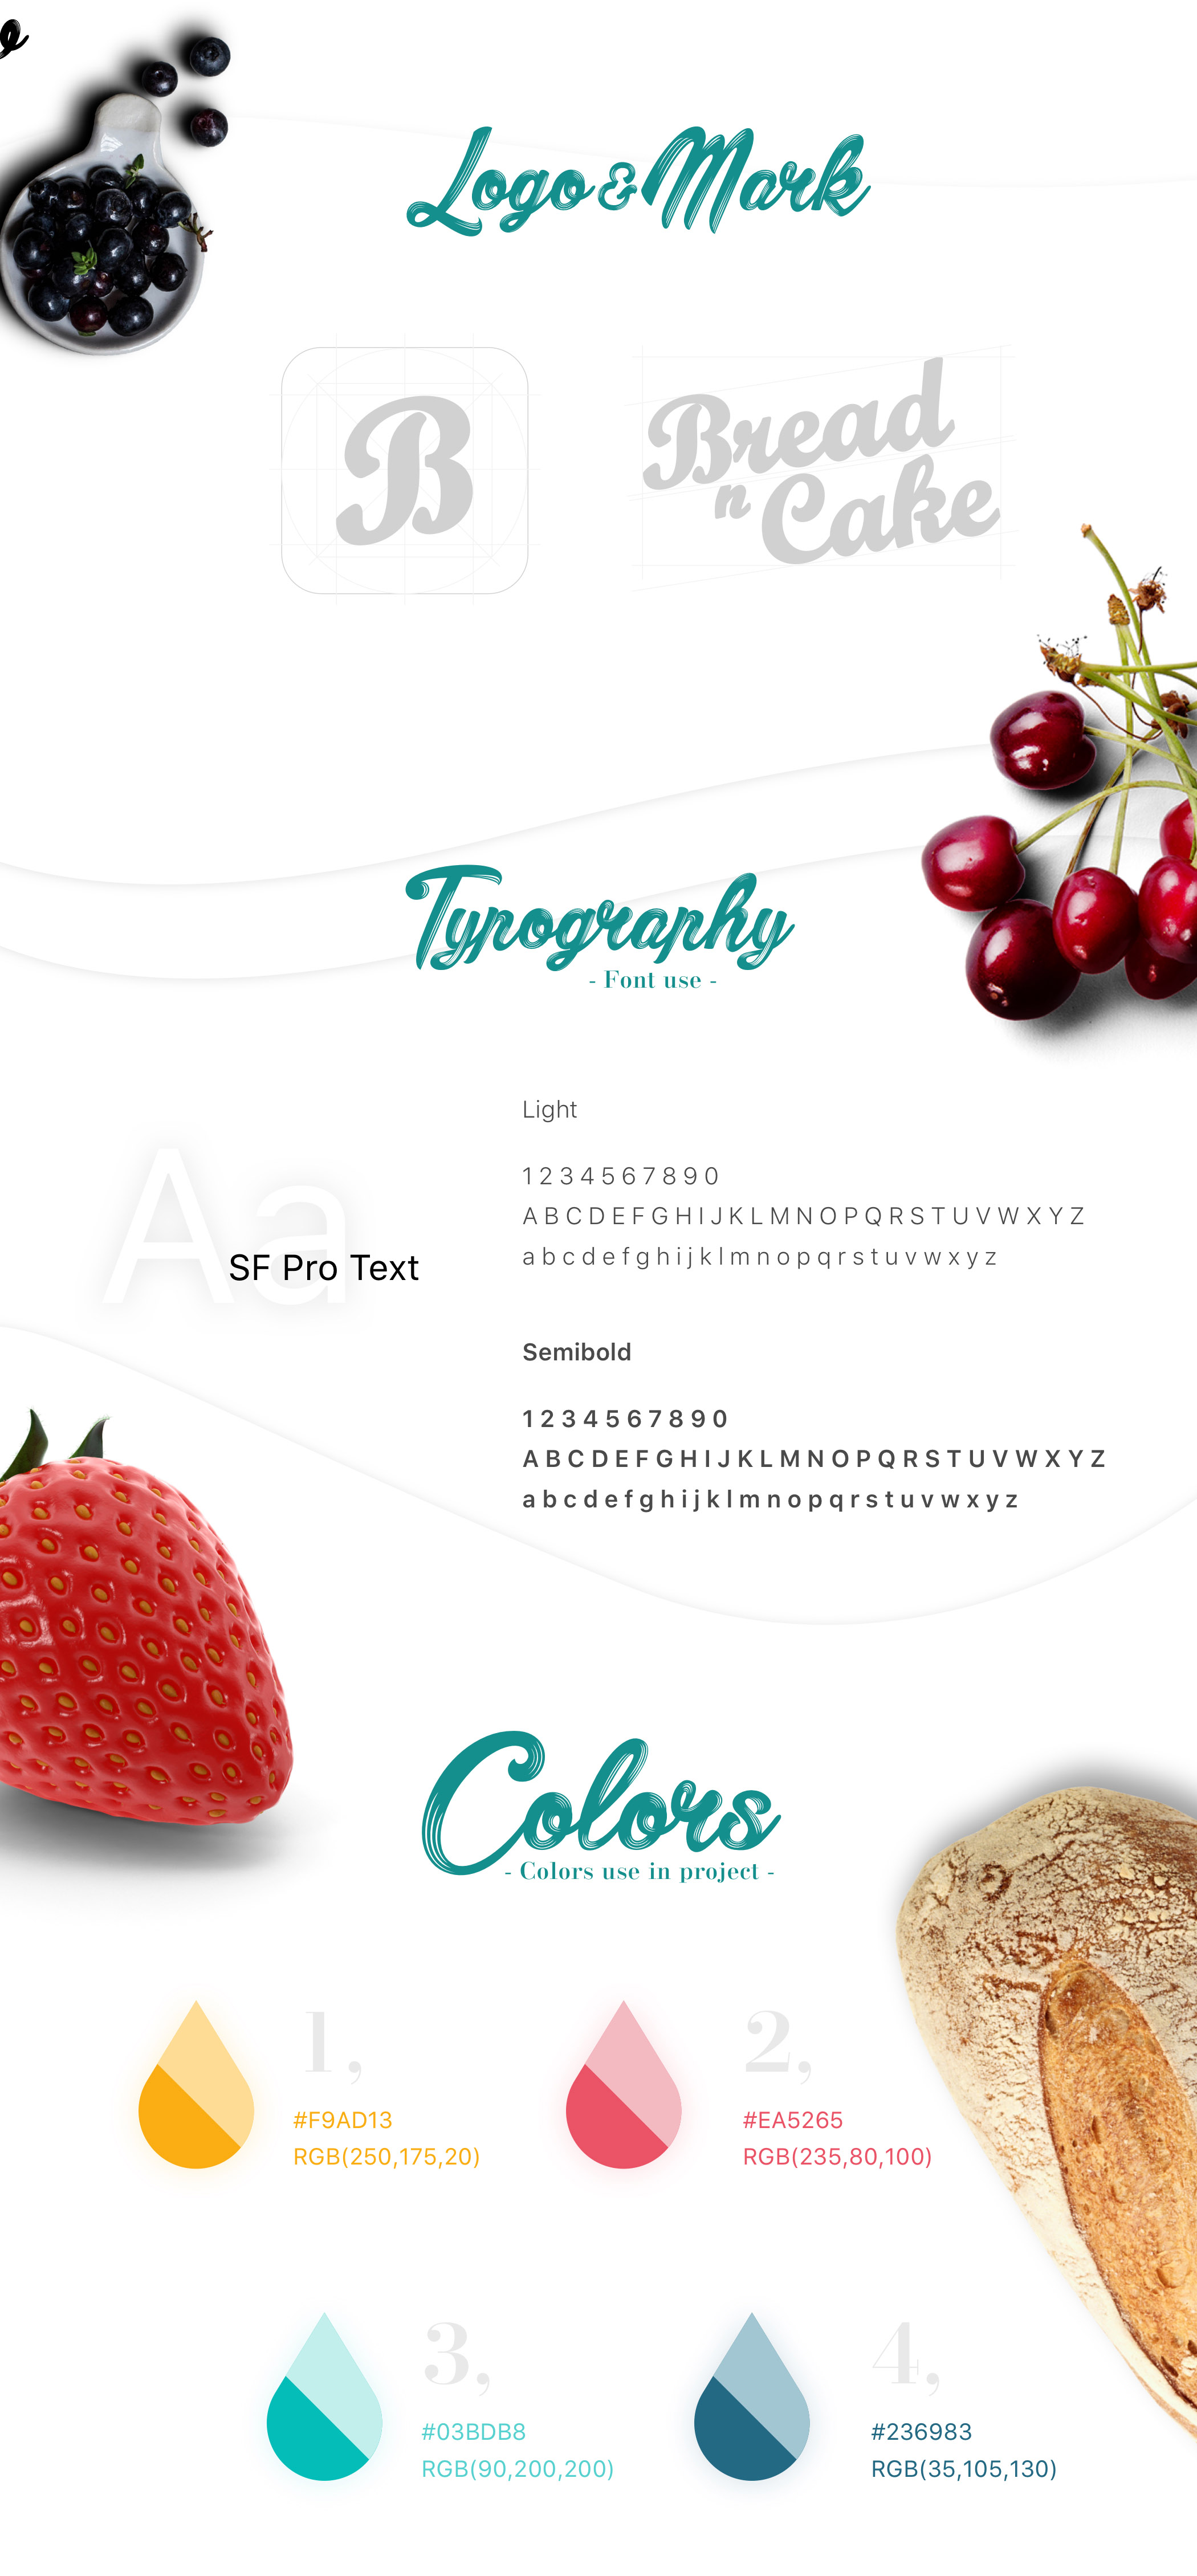 Logo & Mark
B
Bread
n Cake
Typography
- Font use -
Aa
SF Pro Text
Light
1 2 3 4 5 6 7 8 9 0
A B C D E F G H I J K L M N O P Q R S T U V W X Y Z
a b c d e f g h i j k l m n o p q r s t u v w x y z
Semibold
1 2 3 4 5 6 7 8 9 0
A B C D E F G H I J K L M N O P Q R S T U V W X Y Z
a b c d e f g h i j k l m n o p q r s t u v w x y z
Colors
- Colors use in project -
1,
#F9AD13
RGB(250,175,20)
2,
#EA5265
RGB(235,80,100)
3,
#03BDB8
RGB(90,200,200)
4,
#236983
RGB(35,105,130)